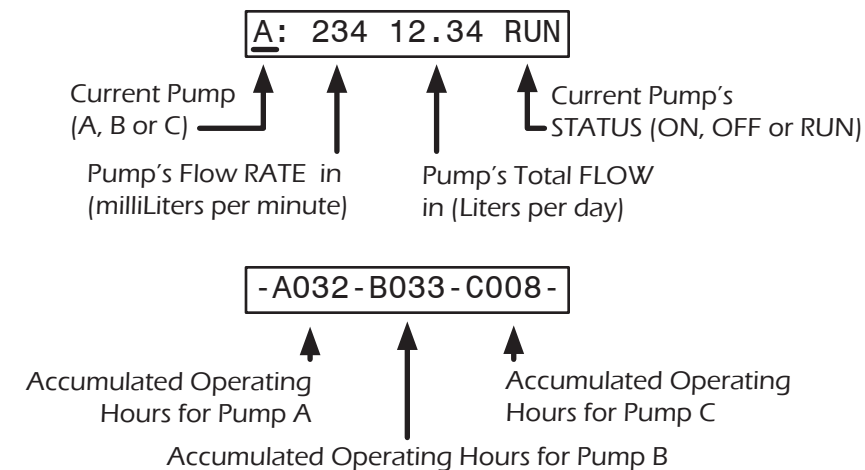 A: 234 12.34 RUN
Current Pump
(A, B or C)
Current Pump's
STATUS (ON, OFF or RUN)
Pump's Flow RATE in
(milliLiters per minute)
Pump's Total FLOW
in (Liters per day)
-A032-B033-C008-
Accumulated Operating
Hours for Pump A
Accumulated Operating
Hours for Pump C
Accumulated Operating Hours for Pump B